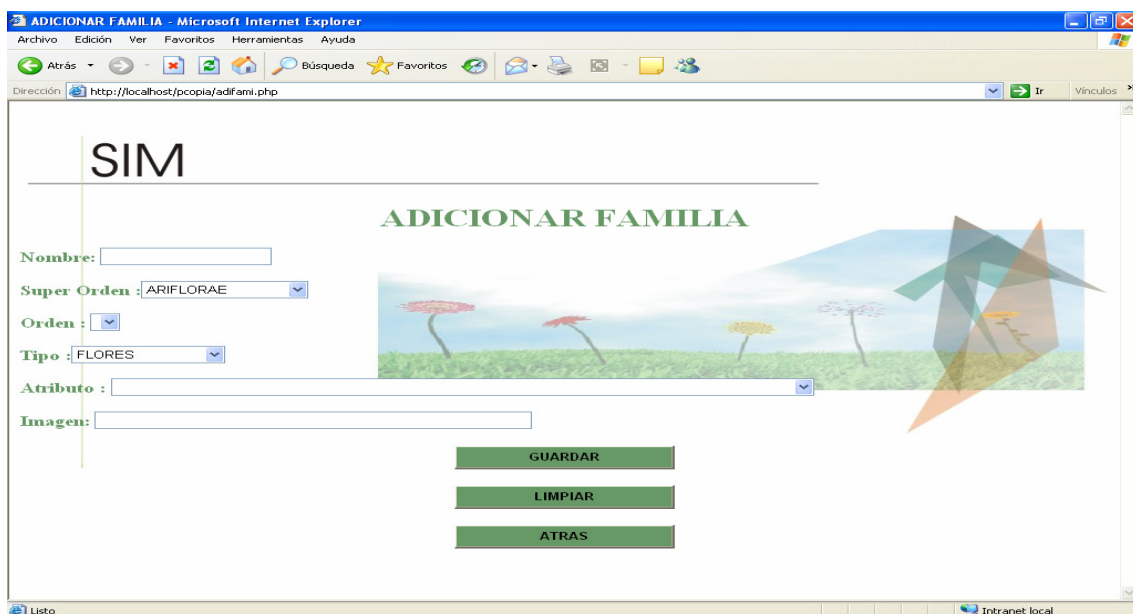 ADICIONAR FAMILIA - Microsoft Internet Explorer
Archivo Edición Ver Favoritos Herramientas Ayuda
Atrás Búsqueda Favoritos
Dirección http://localhost/pcopia/adifami.php Ir Vínculos
SIM
ADICIONAR FAMILIA
Nombre:
Super Orden : ARIFLORAE
Orden :
Tipo : FLORES
Atributo :
Imagen:
GUARDAR
LIMPIAR
ATRAS
Listo Intranet local